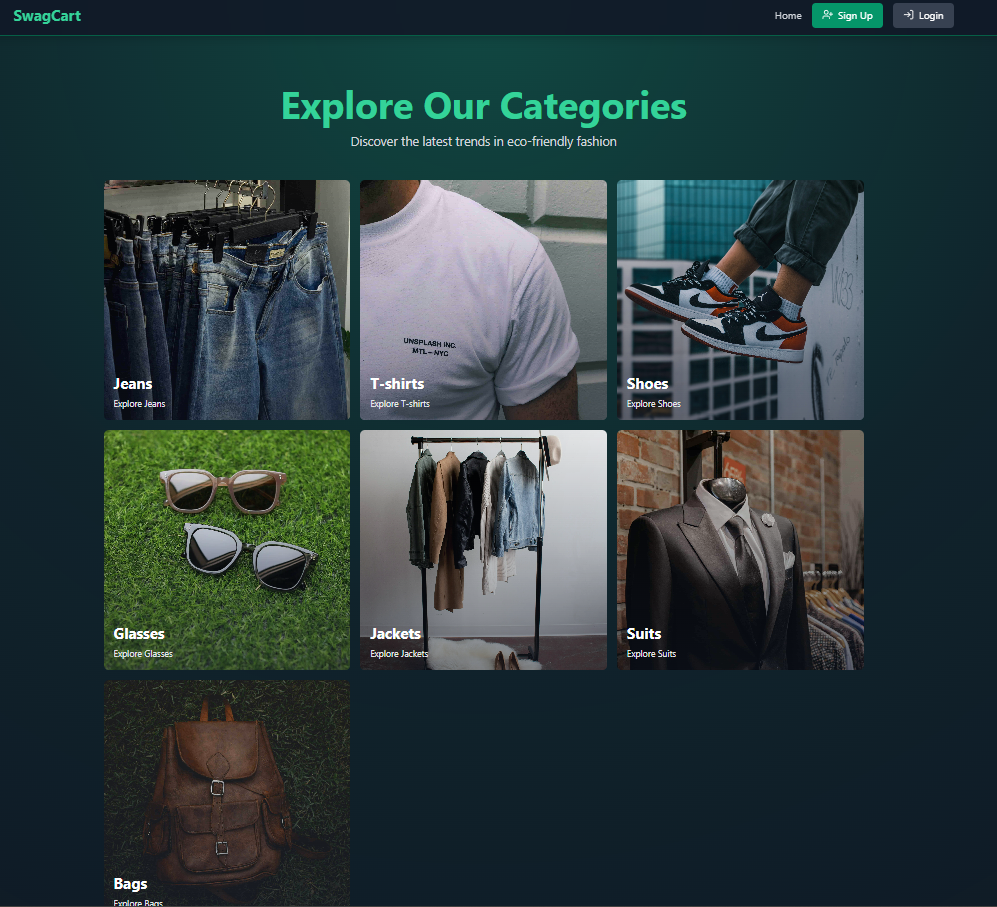 SwagCart
Home
Sign Up
Login
Explore Our Categories
Discover the latest trends in eco-friendly fashion
UNSPLASH INC.
MTL—NYC
Jeans
Explore Jeans
T-shirts
Explore T-shirts
Shoes
Explore Shoes
Glasses
Explore Glasses
Jackets
Explore Jackets
Suits
Explore Suits
Bags
Explore Bags